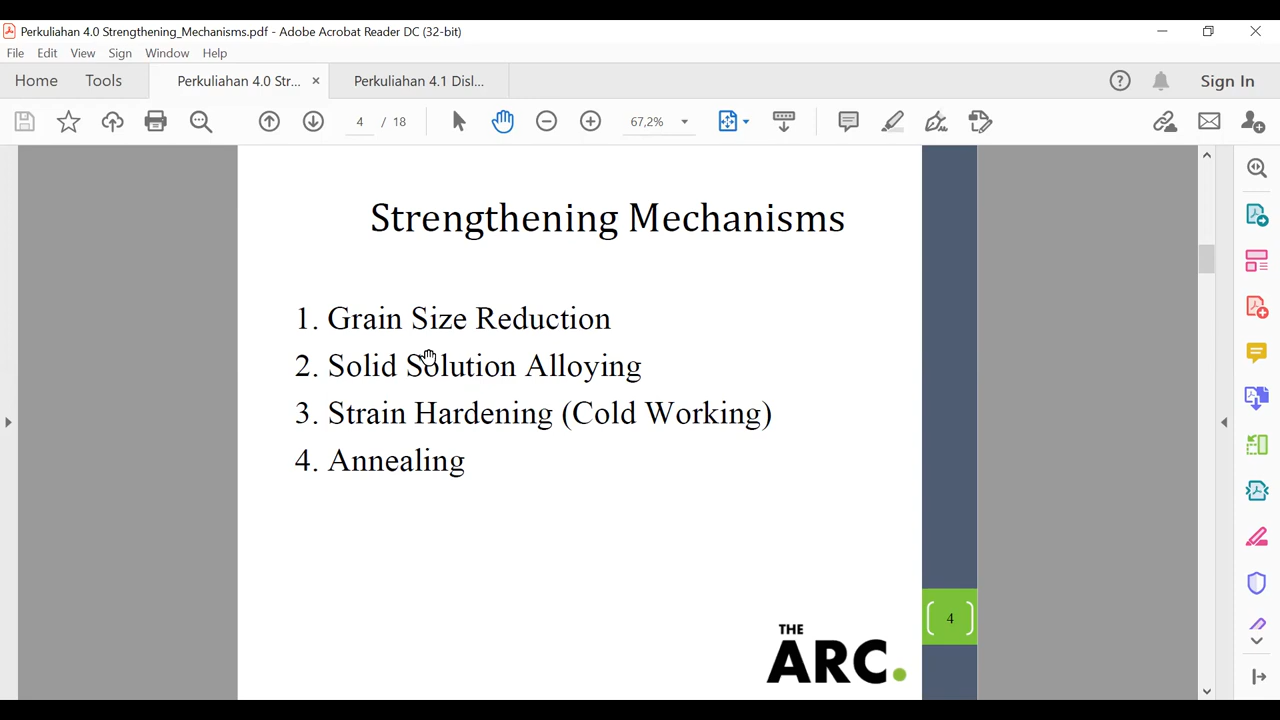 Perkuliahan 4.0 Strengthening_Mechanisms.pdf - Adobe Acrobat Reader DC (32-bit)
File Edit View Sign Window Help
Home Tools Perkuliahan 4.0 Str... × Perkuliahan 4.1 Disl... Sign In
4 / 18 67,2%
Strengthening Mechanisms
1. Grain Size Reduction
2. Solid Solution Alloying
3. Strain Hardening (Cold Working)
4. Annealing
4
THE
ARC.